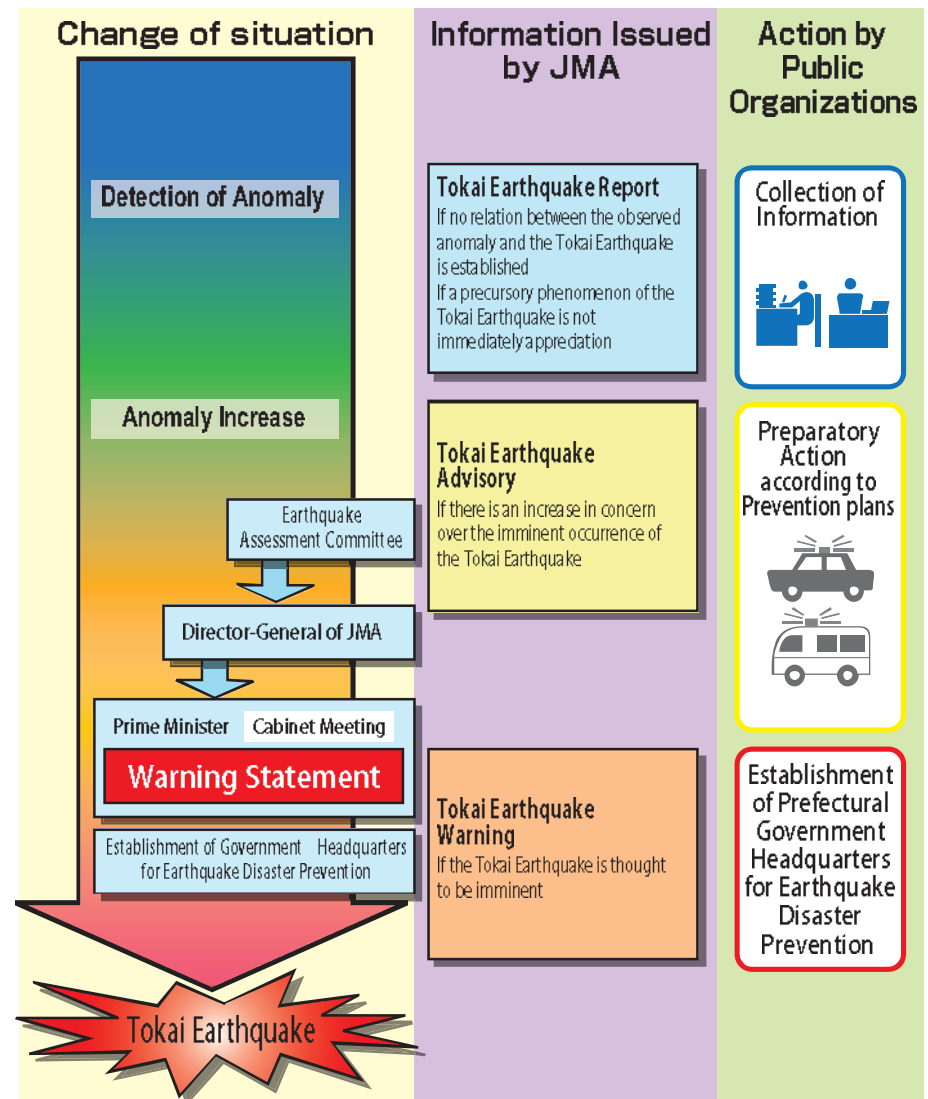 Change of situation
Detection of Anomaly
Anomaly Increase
Earthquake
Assessment Committee
Director-General of JMA
Prime Minister Cabinet Meeting
Warning Statement
Establishment of Government Headquarters
for Earthquake Disaster Prevention
Tokai Earthquake
Information Issued
by JMA
Tokai Earthquake Report
If no relation between the observed
anomaly and the Tokai Earthquake
is established
If a precursory phenomenon of the
Tokai Earthquake is not
immediately appreciation
Tokai Earthquake
Advisory
If there is an increase in concern
over the imminent occurrence of
the Tokai Earthquake
Tokai Earthquake
Warning
If the Tokai Earthquake is thought
to be imminent
Action by
Public
Organizations
Collection of
Information
Preparatory
Action
according to
Prevention plans
Establishment
of Prefectural
Government
Headquarters
for Earthquake
Disaster
Prevention